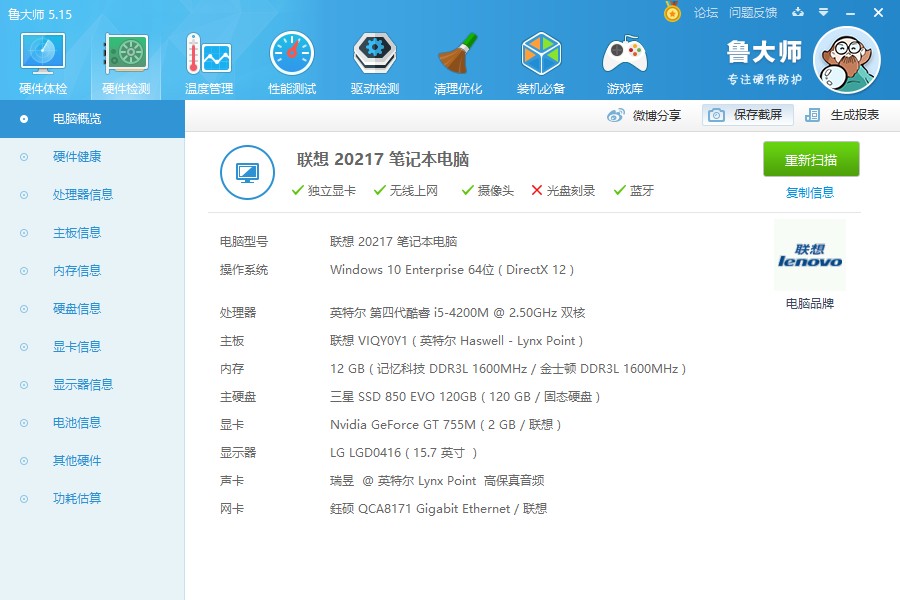 鲁大师 5.15
论坛 问题反馈
硬件体检 硬件检测 温度管理 性能测试 驱动检测 清理优化 装机必备 游戏库
鲁大师
专注硬件防护
微博分享 保存截屏 生成报表
电脑概览
硬件健康
处理器信息
主板信息
内存信息
硬盘信息
显卡信息
显示器信息
电池信息
其他硬件
功耗估算
联想 20217 笔记本电脑
独立显卡 无线上网 摄像头 光盘刻录 蓝牙
重新扫描
复制信息
电脑型号 联想 20217 笔记本电脑
操作系统 Windows 10 Enterprise 64位 ( DirectX 12 )
处理器 英特尔 第四代酷睿 i5-4200M @ 2.50GHz 双核
主板 联想 VIQY0Y1 ( 英特尔 Haswell - Lynx Point )
内存 12 GB ( 记忆科技 DDR3L 1600MHz / 金士顿 DDR3L 1600MHz )
主硬盘 三星 SSD 850 EVO 120GB ( 120 GB / 固态硬盘 )
显卡 Nvidia GeForce GT 755M ( 2 GB / 联想 )
显示器 LG LGD0416 ( 15.7 英寸 )
声卡 瑞昱 @ 英特尔 Lynx Point 高保真音频
网卡 鈺硕 QCA8171 Gigabit Ethernet / 联想
联想
lenovo
电脑品牌